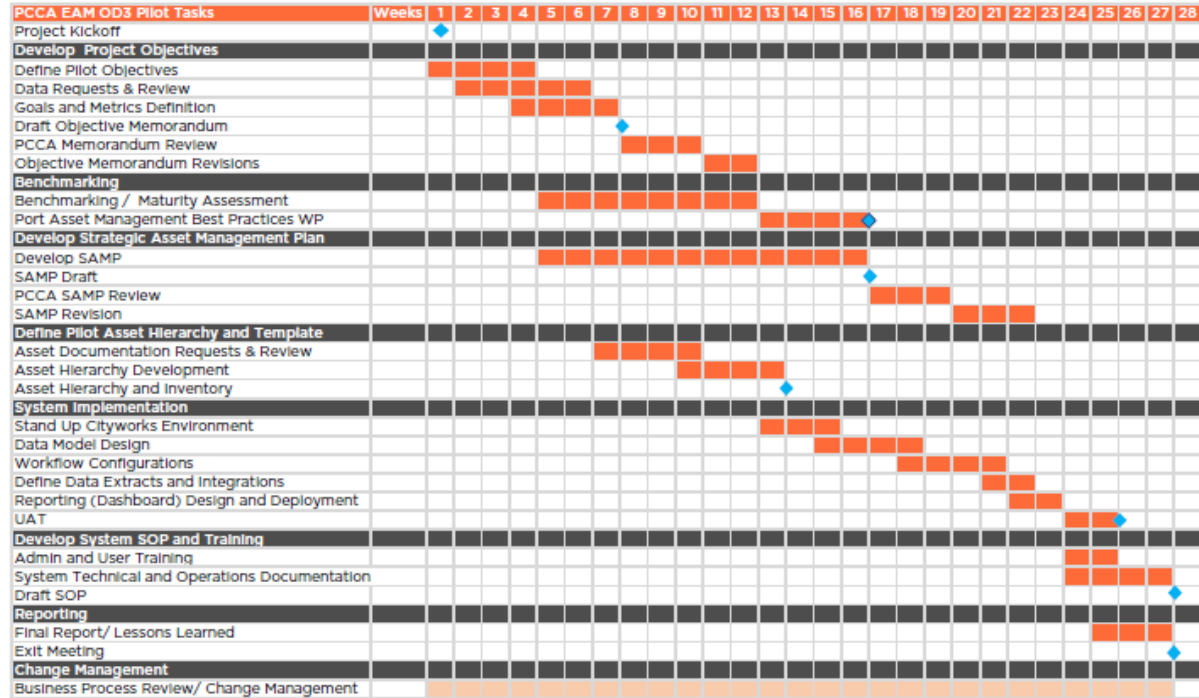 PCCA EAM OD3 Pilot Tasks Weeks 1 2 3 4 5 6 7 8 9 10 11 12 13 14 15 16 17 18 19 20 21 22 23 24 25 26 27 28
Project Kickoff
Develop Project Objectives
Define Pilot Objectives
Data Requests & Review
Goals and Metrics Definition
Draft Objective Memorandum
PCCA Memorandum Review
Objective Memorandum Revisions
Benchmarking
Benchmarking / Maturity Assessment
Port Asset Management Best Practices WP
Develop Strategic Asset Management Plan
Develop SAMP
SAMP Draft
PCCA SAMP Review
SAMP Revision
Define Pilot Asset Hierarchy and Template
Asset Documentation Requests & Review
Asset Hierarchy Development
Asset Hierarchy and Inventory
System Implementation
Stand Up Cityworks Environment
Data Model Design
Workflow Configurations
Define Data Extracts and Integrations
Reporting (Dashboard) Design and Deployment
UAT
Develop System SOP and Training
Admin and User Training
System Technical and Operations Documentation
Draft SOP
Reporting
Final Report/ Lessons Learned
Exit Meeting
Change Management
Business Process Review/ Change Management